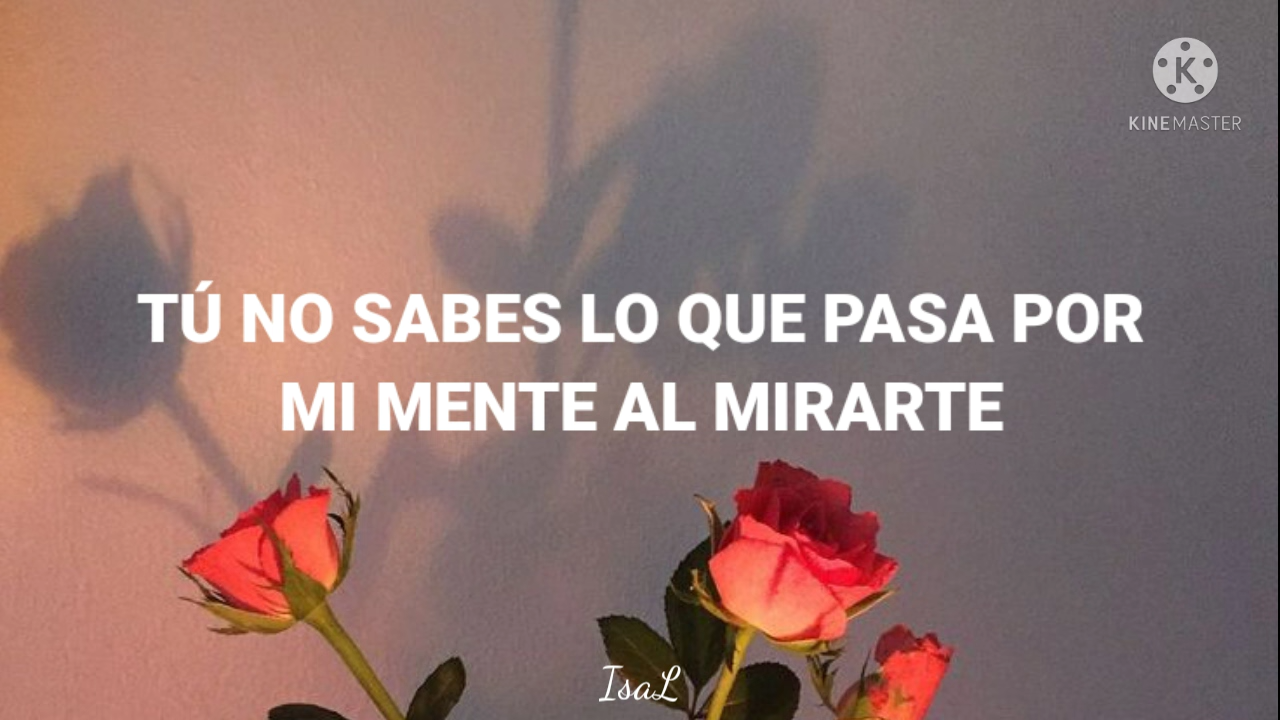 KINEMASTER
TÚ NO SABES LO QUE PASA POR
MI MENTE AL MIRARTE
IsaL